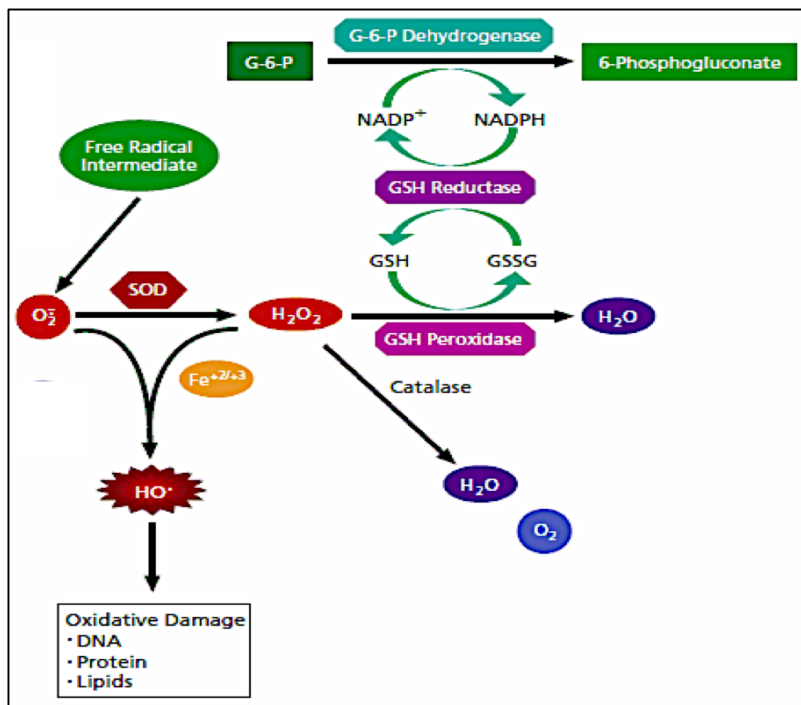 G-6-P Dehydrogenase
G-6-P
6-Phosphogluconate
NADP⁺
NADPH
Free Radical
Intermediate
GSH Reductase
GSH
GSSG
SOD
O₂⁻
H₂O₂
H₂O
GSH Peroxidase
Fe⁺²/⁺³
Catalase
HO·
H₂O
O₂
Oxidative Damage
· DNA
· Protein
· Lipids